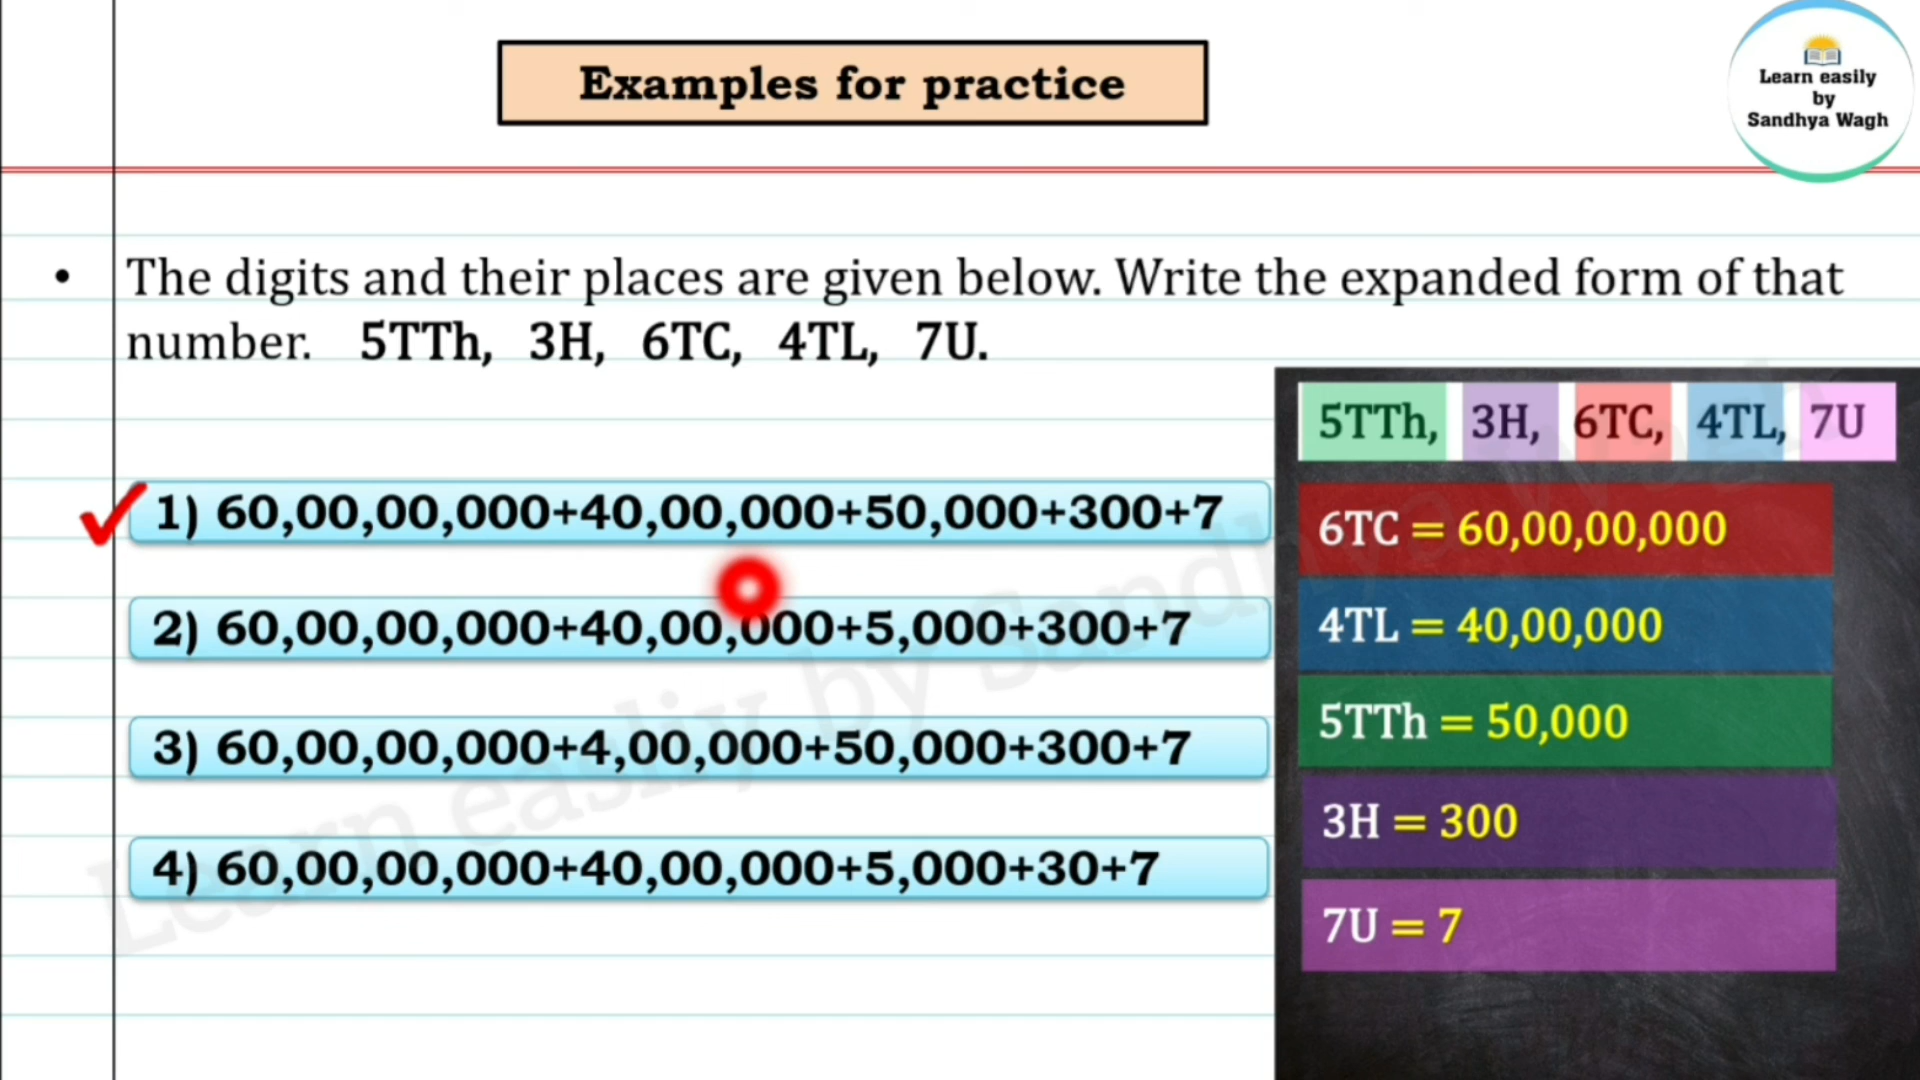 Examples for practice
Learn easily
by
Sandhya Wagh
• The digits and their places are given below. Write the expanded form of that
number. 5TTh, 3H, 6TC, 4TL, 7U.
5TTh, 3H, 6TC, 4TL, 7U
1) 60,00,00,000+40,00,000+50,000+300+7
2) 60,00,00,000+40,00,000+5,000+300+7
3) 60,00,00,000+4,00,000+50,000+300+7
4) 60,00,00,000+40,00,000+5,000+30+7
6TC = 60,00,00,000
4TL = 40,00,000
5TTh = 50,000
3H = 300
7U = 7
Learn easliy by Sandhya Wagh